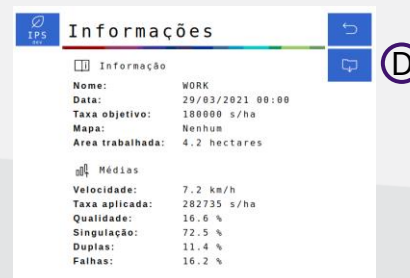 IPS
dev
Informações
D
Informação
Nome: WORK
Data: 29/03/2021 00:00
Taxa objetivo: 180000 s/ha
Mapa: Nenhum
Area trabalhada: 4.2 hectares
Médias
Velocidade: 7.2 km/h
Taxa aplicada: 282735 s/ha
Qualidade: 16.6 %
Singulação: 72.5 %
Duplas: 11.4 %
Falhas: 16.2 %